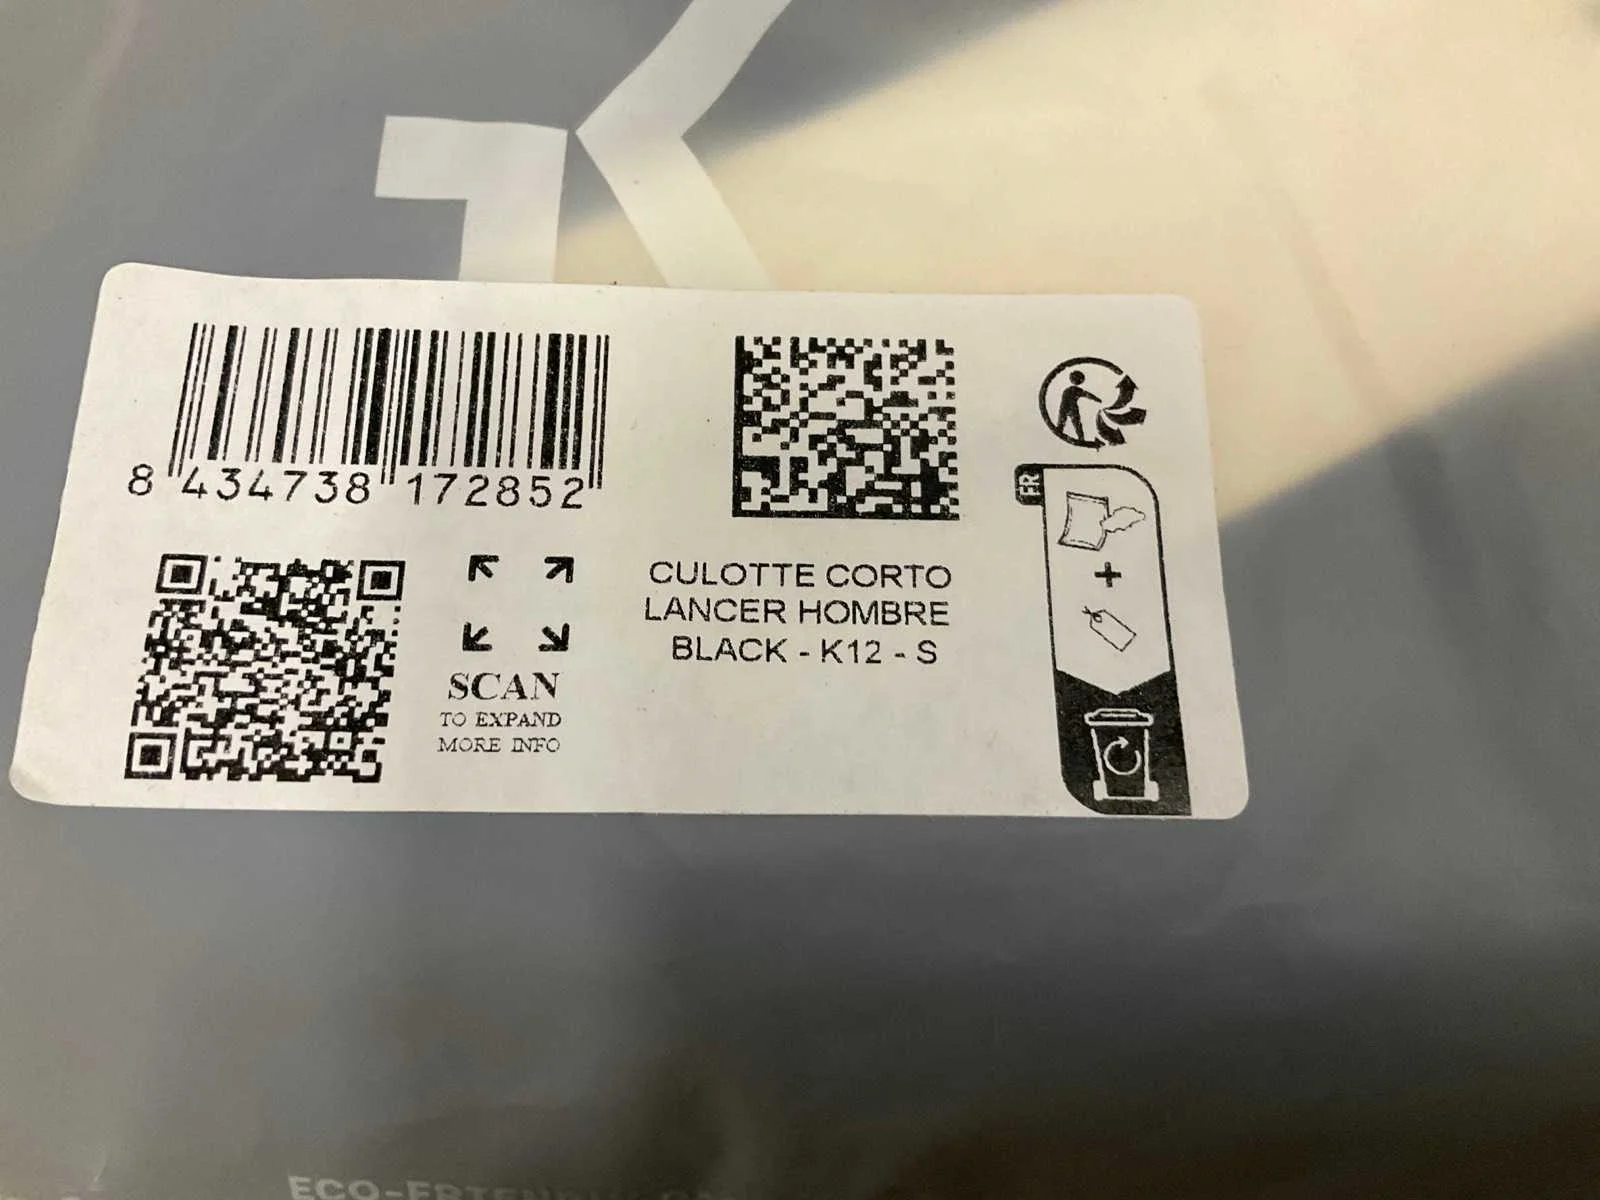 8 434738 172852
SCAN
TO EXPAND
MORE INFO
CULOTTE CORTO
LANCER HOMBRE
BLACK - K12 - S
FR